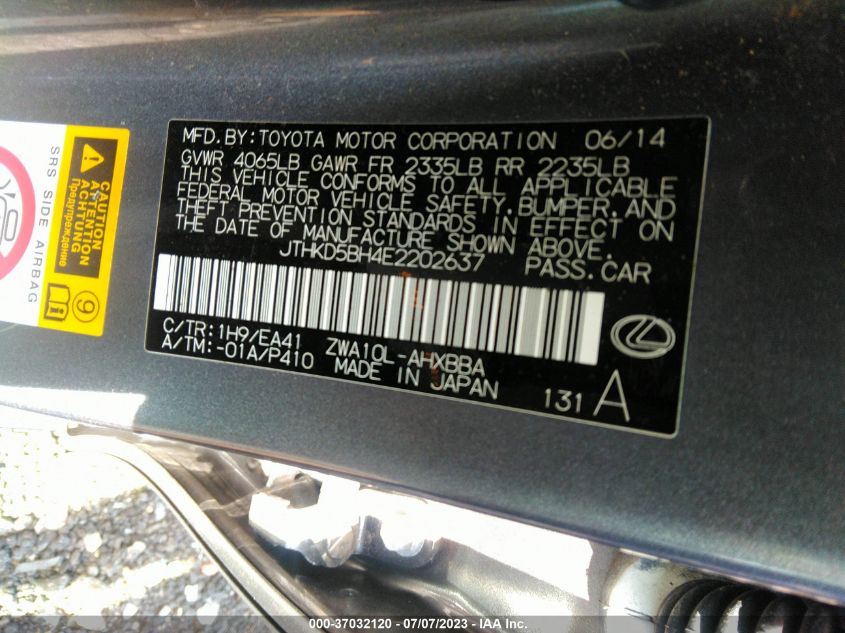 MFD.BY:TOYOTA MOTOR CORPORATION 06/14
GVWR 4065LB GAWR FR 2335LB RR 2235LB
THIS VEHICLE CONFORMS TO ALL APPLICABLE
FEDERAL MOTOR VEHICLE SAFETY,BUMPER,AND
THEFT PREVENTION STANDARDS IN EFFECT ON
THE DATE OF MANUFACTURE SHOWN ABOVE.
JTHKD5BH4E2202637 PASS.CAR
C/TR:1H9/EA41 ZWA10L-AHXBBA
A/TM:-01A/P410 MADE IN JAPAN
131 A
SRS SIDE AIRBAG
CAUTION
ATTENTION
ACHTUNG
Предупреждение
9
000-37032120 - 07/07/2023 - © IAA Inc.